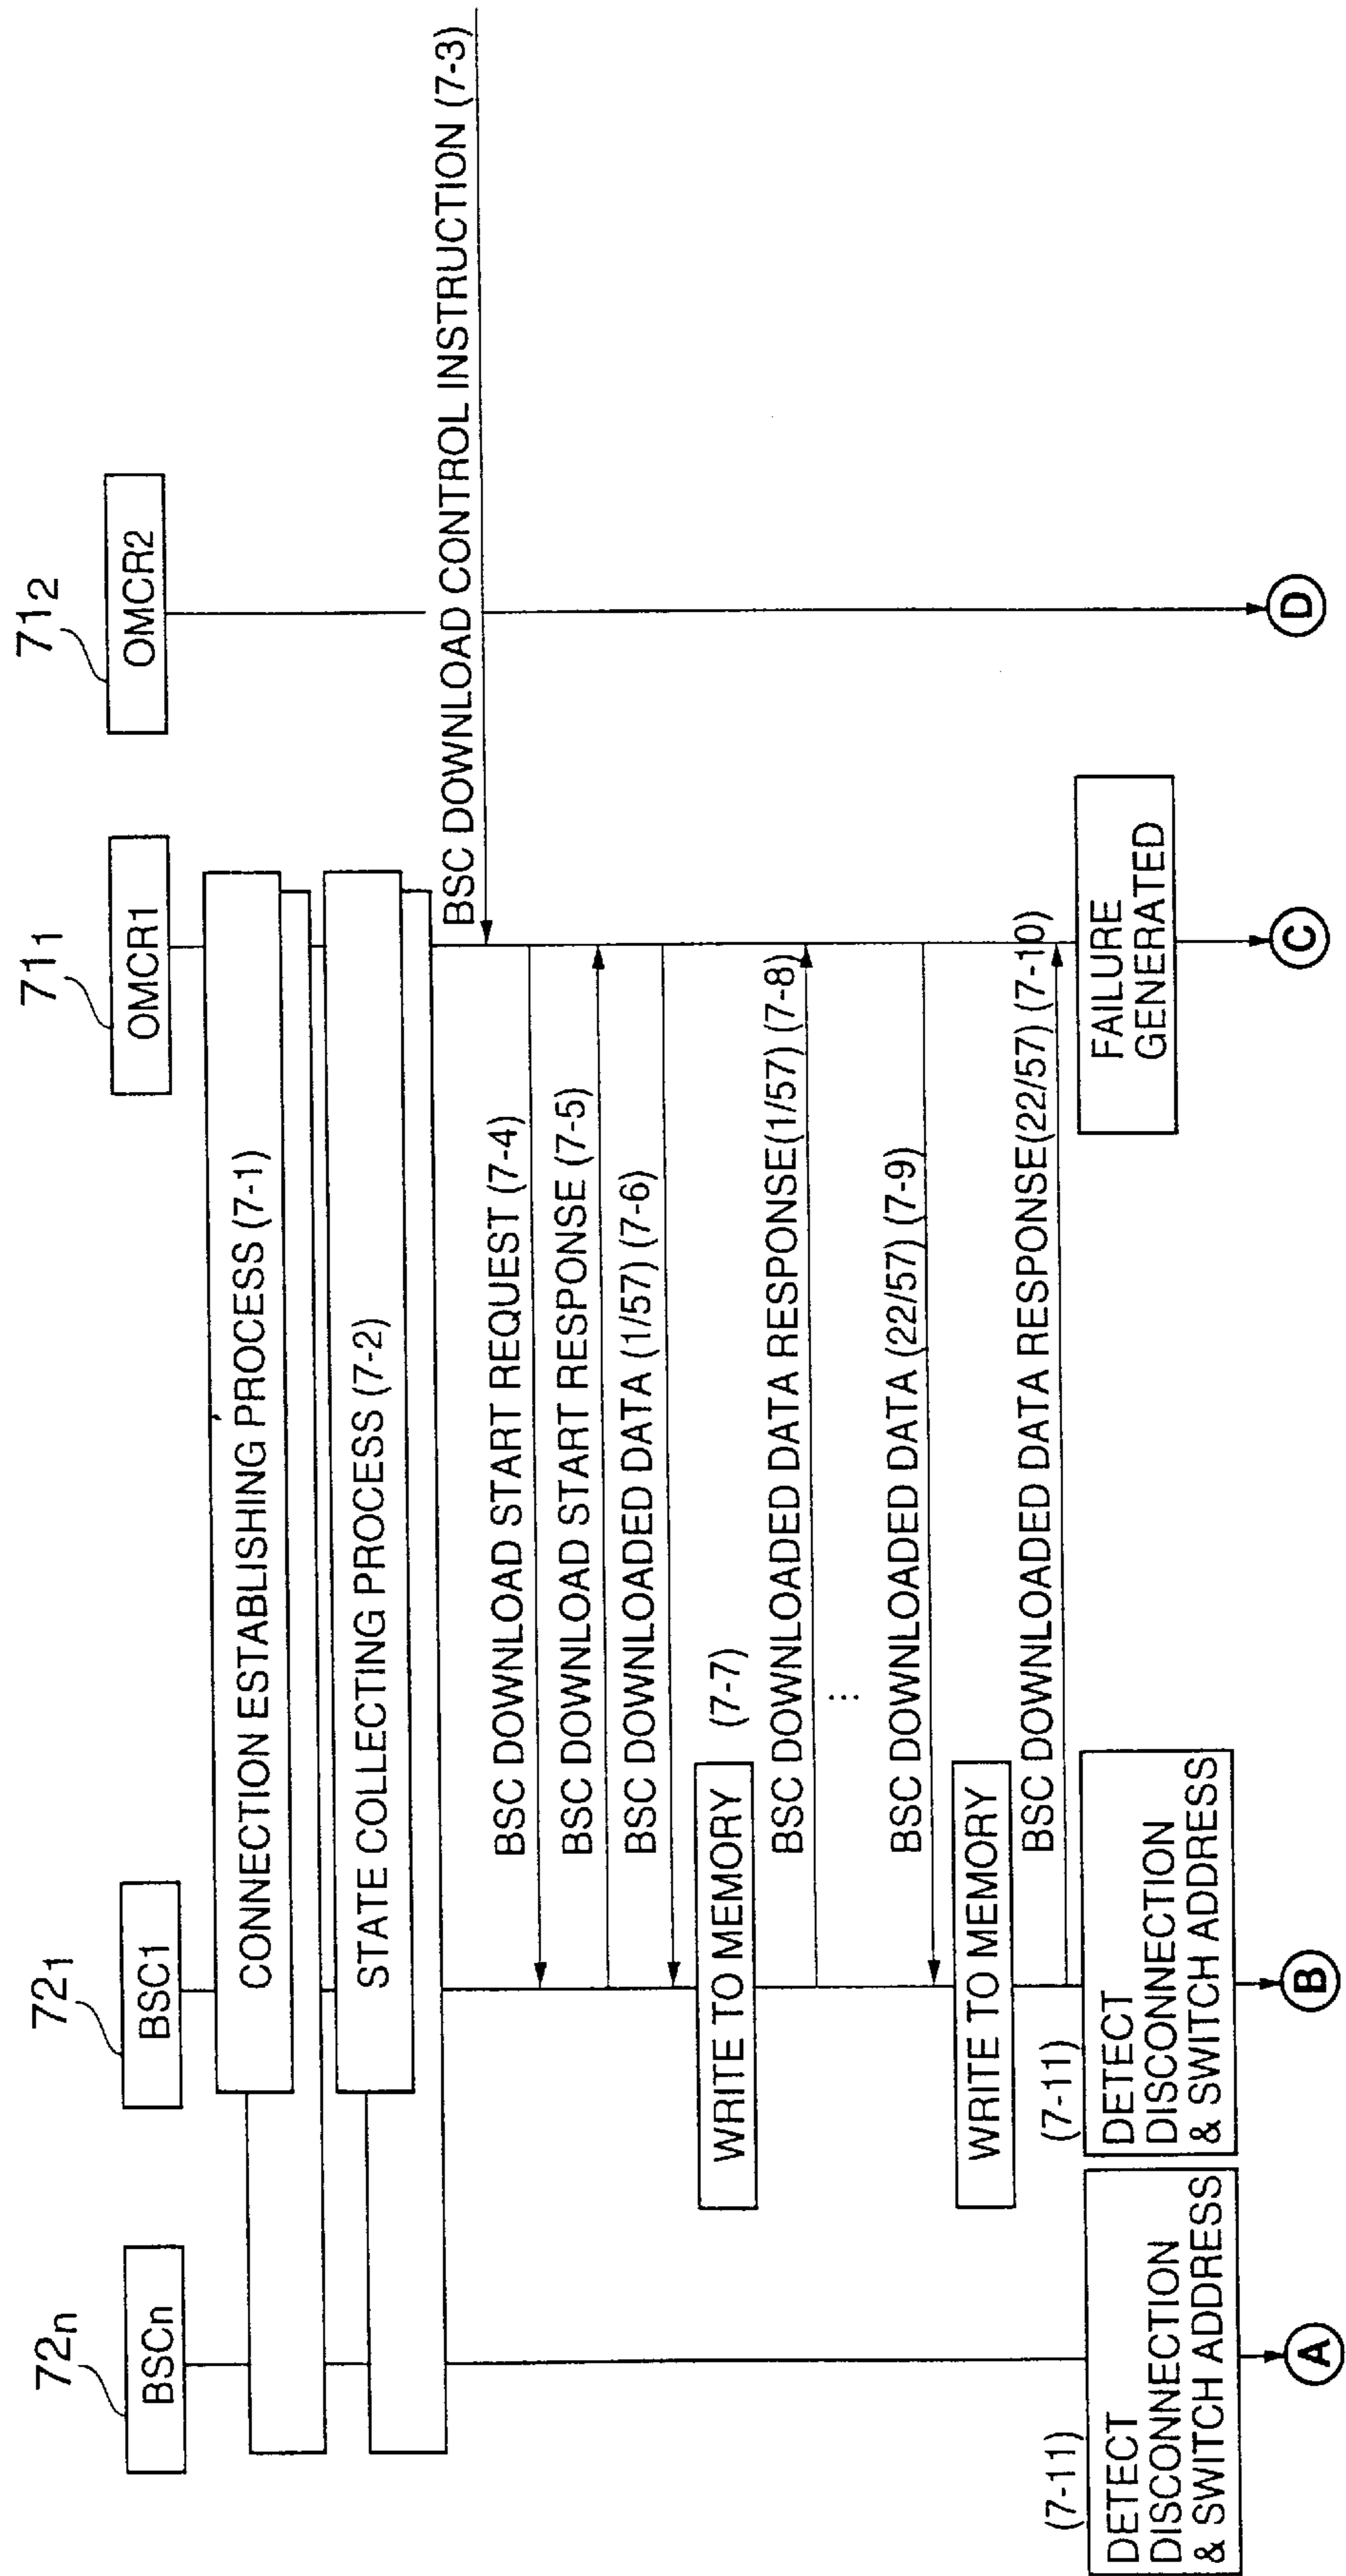 72n
BSCn
721
BSC1
711
OMCR1
712
OMCR2
CONNECTION ESTABLISHING PROCESS (7-1)
STATE COLLECTING PROCESS (7-2)
BSC DOWNLOAD CONTROL INSTRUCTION (7-3)
BSC DOWNLOAD START REQUEST (7-4)
BSC DOWNLOAD START RESPONSE (7-5)
BSC DOWNLOADED DATA (1/57) (7-6)
WRITE TO MEMORY
(7-7)
BSC DOWNLOADED DATA RESPONSE(1/57) (7-8)
...
BSC DOWNLOADED DATA (22/57) (7-9)
WRITE TO MEMORY
BSC DOWNLOADED DATA RESPONSE(22/57) (7-10)
(7-11)
DETECT
DISCONNECTION
& SWITCH ADDRESS
(7-11)
DETECT
DISCONNECTION
& SWITCH ADDRESS
FAILURE
GENERATED
A
B
C
D